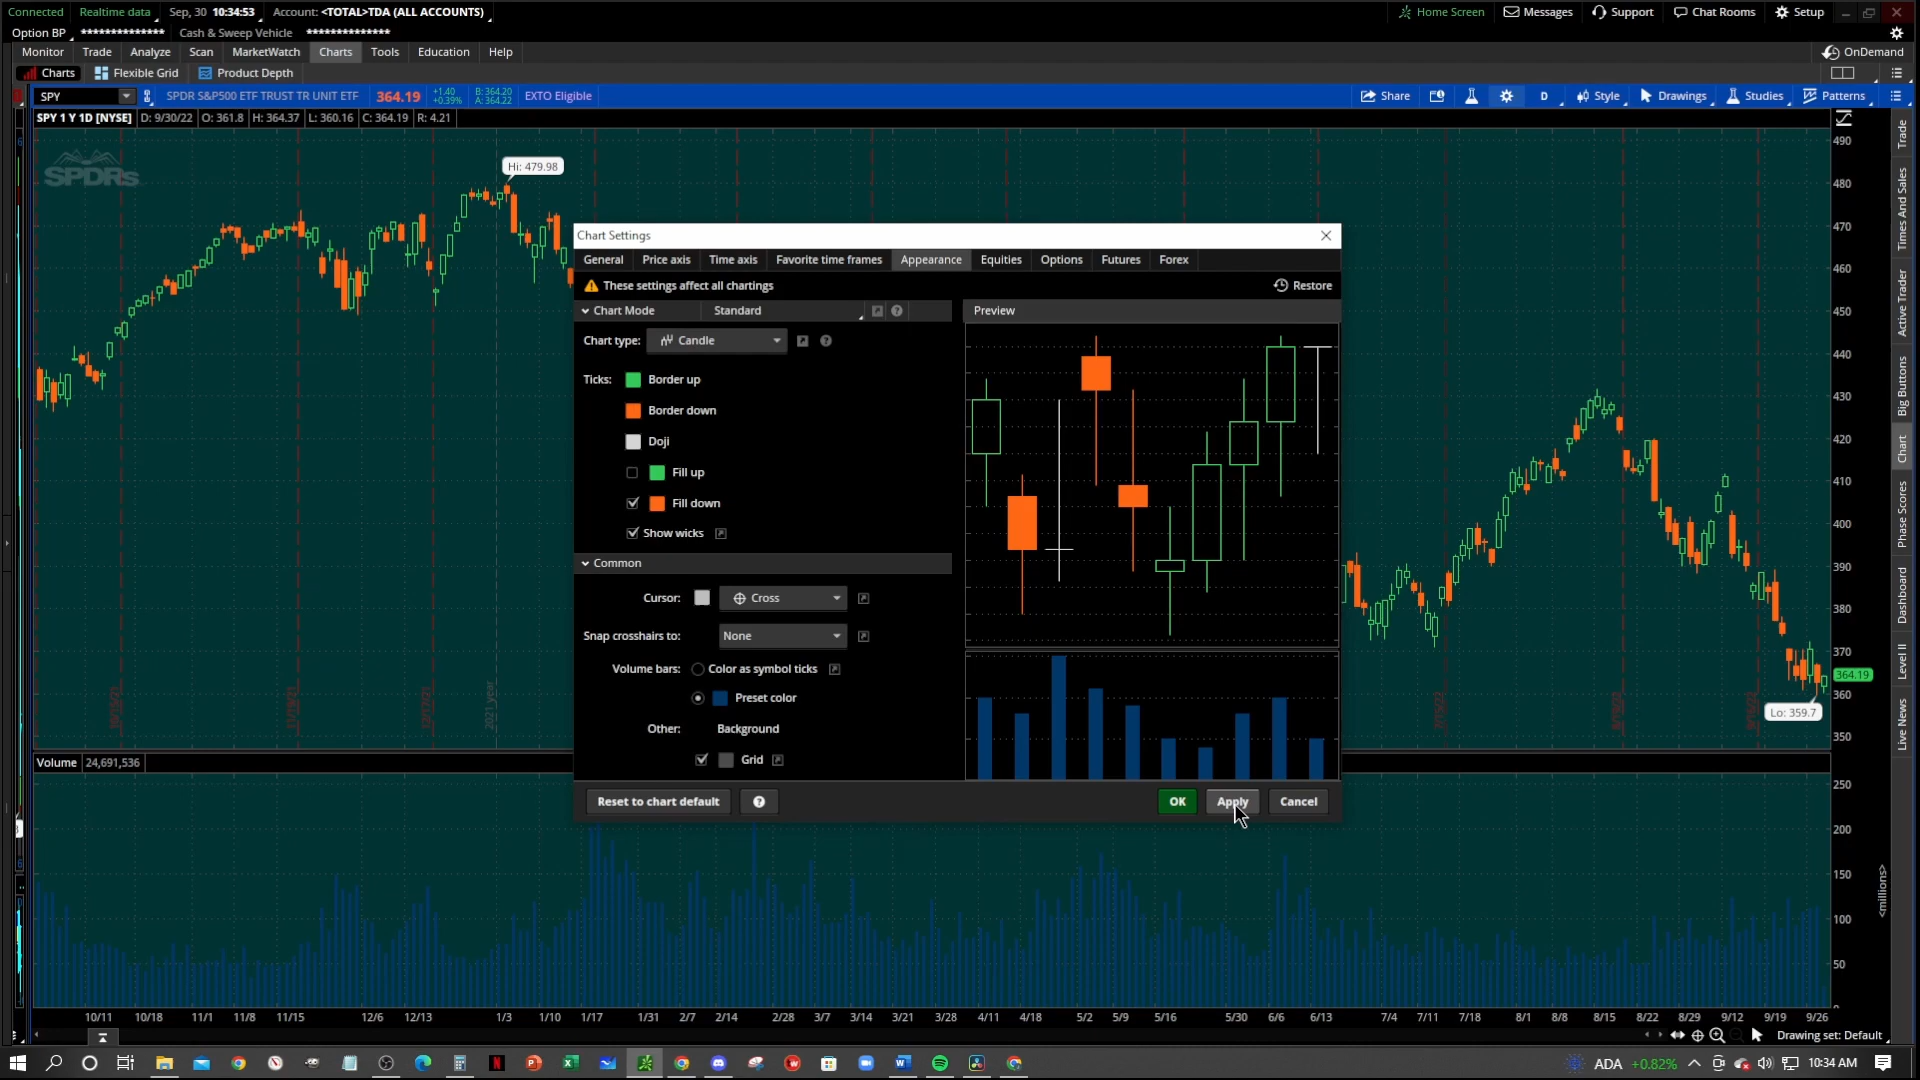 Connected Realtime data Sep, 30 10:34:53 Account: <TOTAL>TDA (ALL ACCOUNTS) Home Screen Messages Support Chat Rooms Setup
Option BP ************** Cash & Sweep Vehicle **************
Monitor Trade Analyze Scan MarketWatch Charts Tools Education Help OnDemand
Charts Flexible Grid Product Depth
SPY SPDR S&P500 ETF TRUST TR UNIT ETF 364.19 +1.40 B: 364.20 EXTO Eligible Share D Style Drawings Studies Patterns
+0.39% A: 364.22
SPY 1 Y 1D [NYSE] D: 9/30/22 O: 361.8 H: 364.37 L: 360.16 C: 364.19 R: 4.21
SPDRs
Hi: 479.98
490
480
470
460
450
440
430
420
410
400
390
380
370
364.19
360
350
Lo: 359.7
Chart Settings
General Price axis Time axis Favorite time frames Appearance Equities Options Futures Forex
These settings affect all chartings Restore
Chart Mode Standard Preview
Chart type: Candle
Ticks: Border up
Border down
Doji
Fill up
Fill down
Show wicks
Common
Cursor: Cross
Snap crosshairs to: None
Volume bars: Color as symbol ticks
Preset color
Other: Background
Grid
Reset to chart default ? OK Apply Cancel
2021 year
Volume 24,691,536
250
200
150
100
50
<millions>
10/11 10/18 11/1 11/8 11/15 12/6 12/13 1/3 1/10 1/17 1/31 2/7 2/14 2/28 3/7 3/14 3/21 3/28 4/11 4/18 5/2 5/9 5/16 5/30 6/6 6/13 7/4 7/11 7/18 8/1 8/8 8/15 8/22 8/29 9/12 9/19 9/26
Drawing set: Default
Trade
Times And Sales
Active Trader
Big Buttons
Chart
Phase Scores
Dashboard
Level II
Live News
ADA +0.82% 10:34 AM